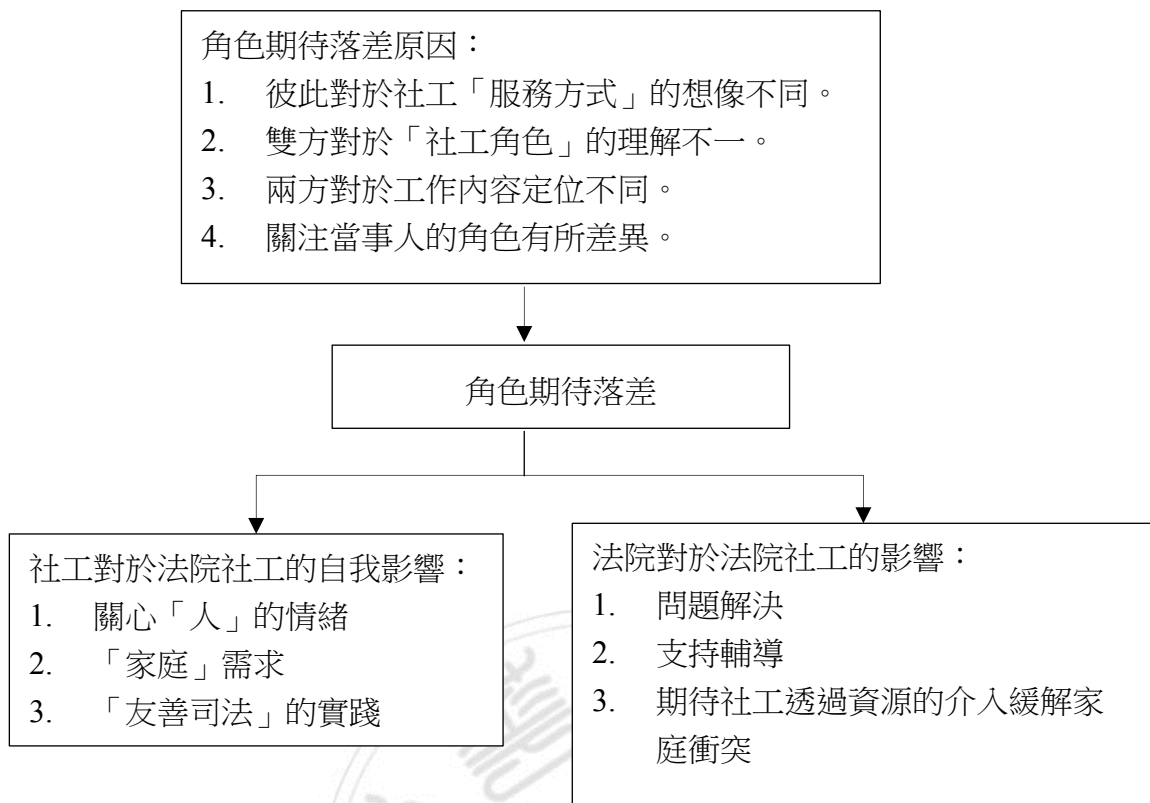 角色期待落差原因：
1. 彼此對於社工「服務方式」的想像不同。
2. 雙方對於「社工角色」的理解不一。
3. 兩方對於工作內容定位不同。
4. 關注當事人的角色有所差異。
角色期待落差
社工對於法院社工的自我影響：
1. 關心「人」的情緒
2. 「家庭」需求
3. 「友善司法」的實踐
法院對於法院社工的影響：
1. 問題解決
2. 支持輔導
3. 期待社工透過資源的介入緩解家
庭衝突